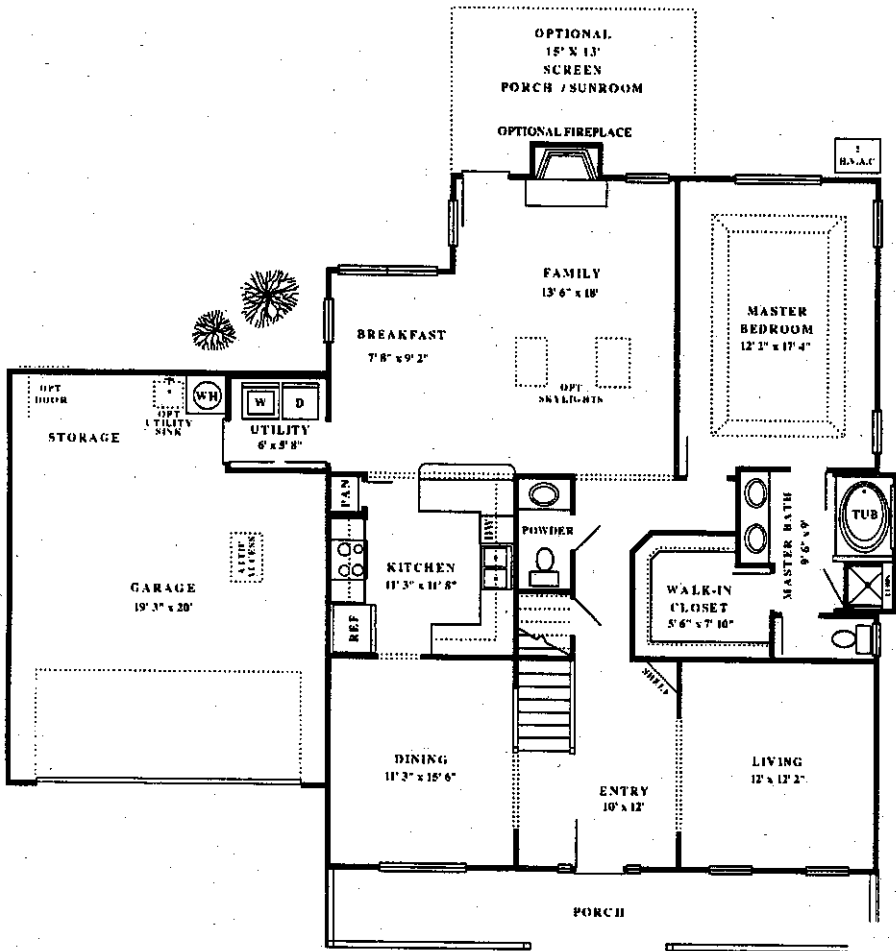 OPTIONAL
15' X 13'
SCREEN
PORCH / SUNROOM
OPTIONAL FIREPLACE
H.V.A.C
FAMILY
13' 6" x 18'
MASTER
BEDROOM
12' 2" x 17' 4"
BREAKFAST
7' 8" x 9' 2"
OPT
SKYLIGHTS
OPT
DOOR
STORAGE
OPT
UTILITY
SINK
WH
W
D
UTILITY
6' x 5' 8"
PAN
DW
POWDER
KITCHEN
11' 3" x 11' 8"
REF
ATTIC
ACCESS
GARAGE
19' 3" x 20'
MASTER BATH
9' 6" x 9'
TUB
WALK-IN
CLOSET
5' 6" x 7' 10"
SHELF
DINING
11' 3" x 15' 6"
ENTRY
10' x 12'
LIVING
12' x 12' 2"
PORCH